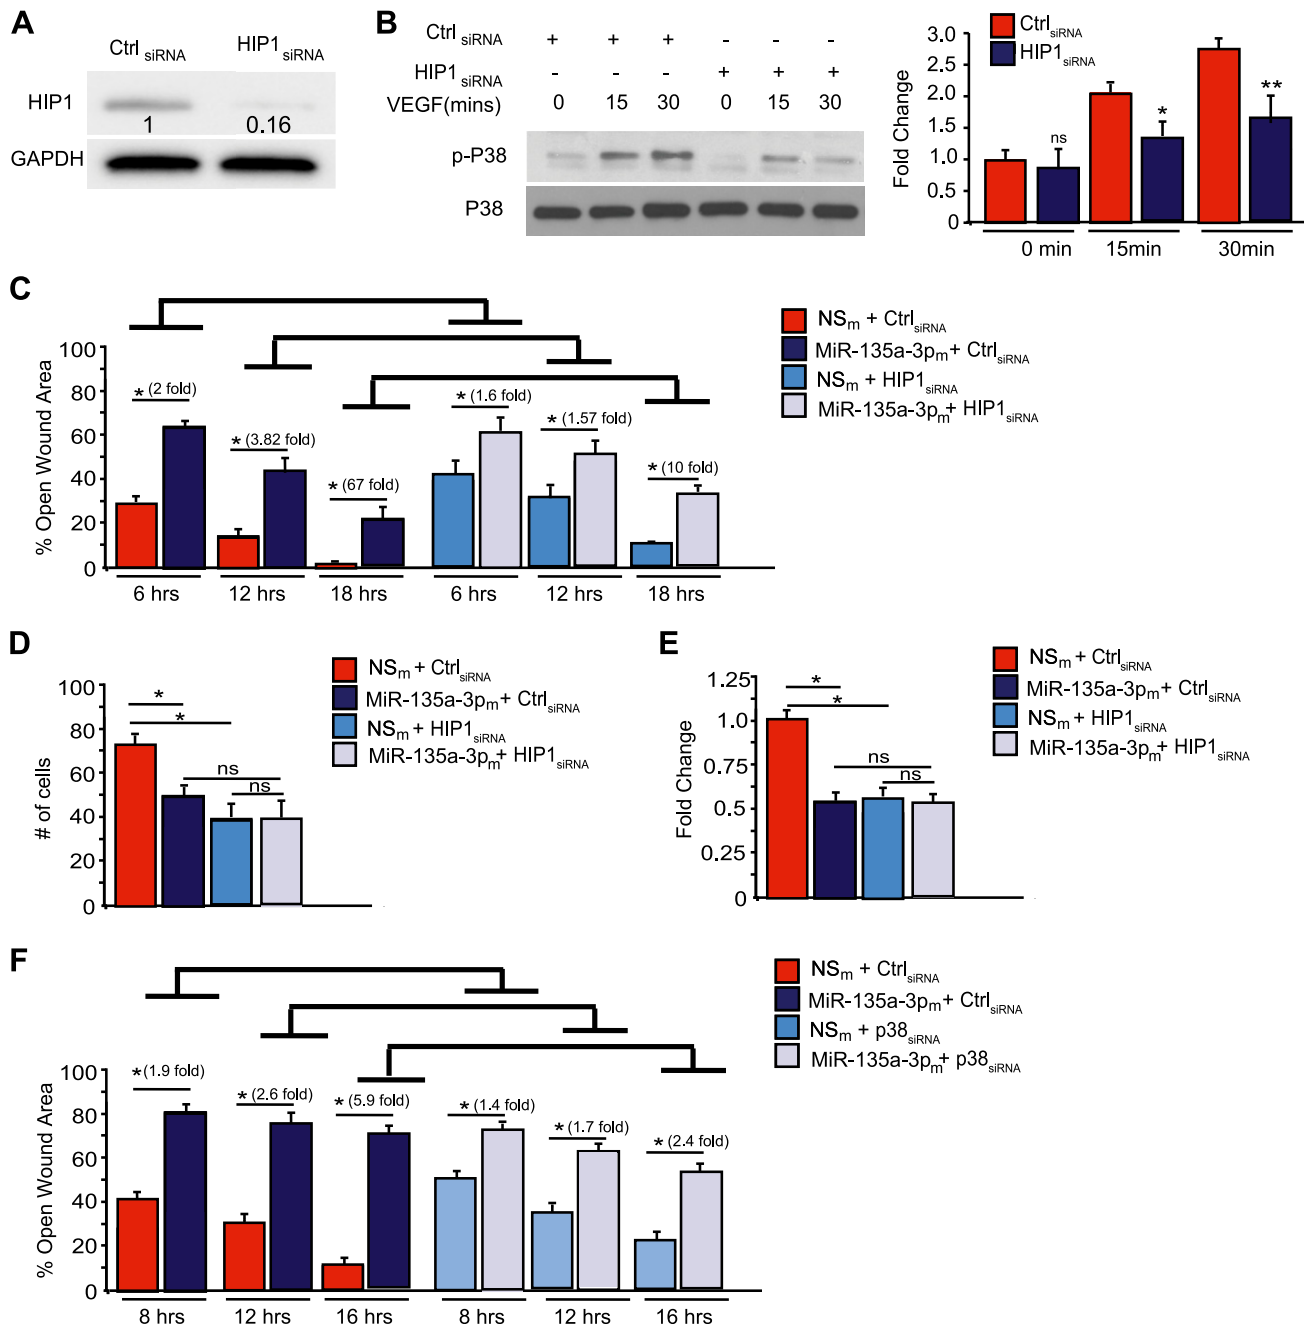 A
Ctrl siRNA HIP1 siRNA
HIP1
1 0.16
GAPDH
B
Ctrl siRNA + + + - - -
HIP1 siRNA - - - + + +
VEGF(mins) 0 15 30 0 15 30
p-P38
P38
Ctrl siRNA
HIP1 siRNA
Fold Change
3.0
2.5
2.0
1.5
1.0
0.5
0
ns
*
**
0 min 15min 30min
C
NSm + Ctrl siRNA
MiR-135a-3pm + Ctrl siRNA
NSm + HIP1 siRNA
MiR-135a-3pm + HIP1 siRNA
% Open Wound Area
100
80
60
40
20
0
* (2 fold)
* (3.82 fold)
* (67 fold)
* (1.6 fold)
* (1.57 fold)
* (10 fold)
6 hrs 12 hrs 18 hrs 6 hrs 12 hrs 18 hrs
D
NSm + Ctrl siRNA
MiR-135a-3pm + Ctrl siRNA
NSm + HIP1 siRNA
MiR-135a-3pm + HIP1 siRNA
# of cells
100
80
60
40
20
0
*
*
ns
ns
E
NSm + Ctrl siRNA
MiR-135a-3pm + Ctrl siRNA
NSm + HIP1 siRNA
MiR-135a-3pm + HIP1 siRNA
Fold Change
1.25
1.0
0.75
0.5
0.25
0
*
*
ns
ns
F
NSm + Ctrl siRNA
MiR-135a-3pm + Ctrl siRNA
NSm + p38 siRNA
MiR-135a-3pm + p38 siRNA
% Open Wound Area
100
80
60
40
20
0
* (1.9 fold)
* (2.6 fold)
* (5.9 fold)
* (1.4 fold)
* (1.7 fold)
* (2.4 fold)
8 hrs 12 hrs 16 hrs 8 hrs 12 hrs 16 hrs